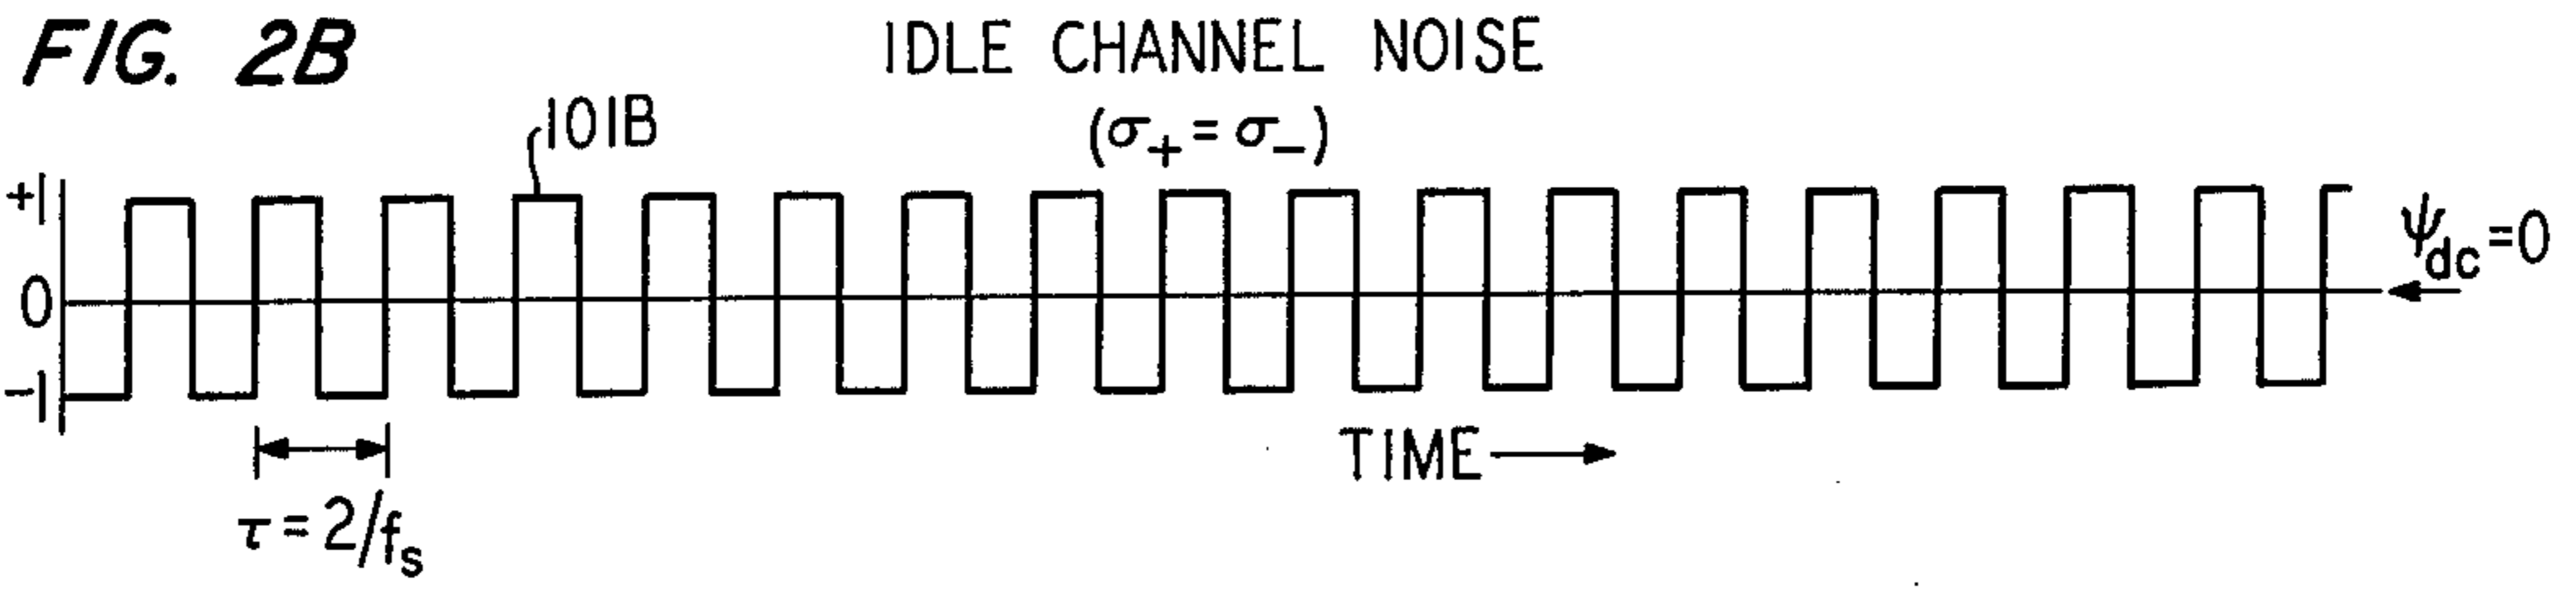 FIG. 2B
IDLE CHANNEL NOISE
(σ₊ = σ₋)
101B
+1
0
-1
ψdc=0
TIME
τ=2/fs